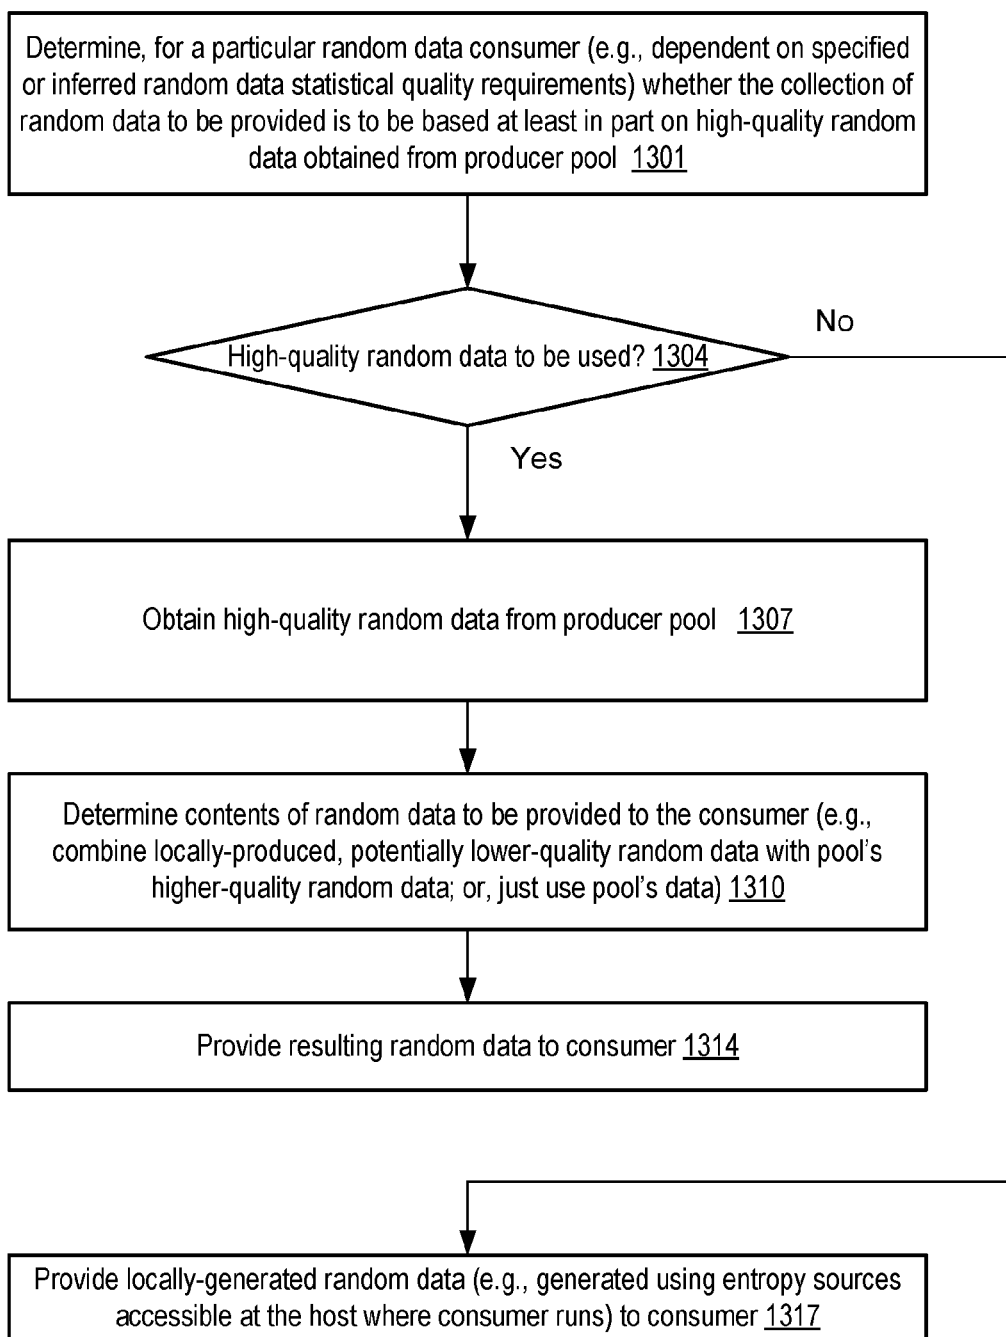 Determine, for a particular random data consumer (e.g., dependent on specified
or inferred random data statistical quality requirements) whether the collection of
random data to be provided is to be based at least in part on high-quality random
data obtained from producer pool 1301
No
High-quality random data to be used? 1304
Yes
Obtain high-quality random data from producer pool 1307
Determine contents of random data to be provided to the consumer (e.g.,
combine locally-produced, potentially lower-quality random data with pool's
higher-quality random data; or, just use pool's data) 1310
Provide resulting random data to consumer 1314
Provide locally-generated random data (e.g., generated using entropy sources
accessible at the host where consumer runs) to consumer 1317